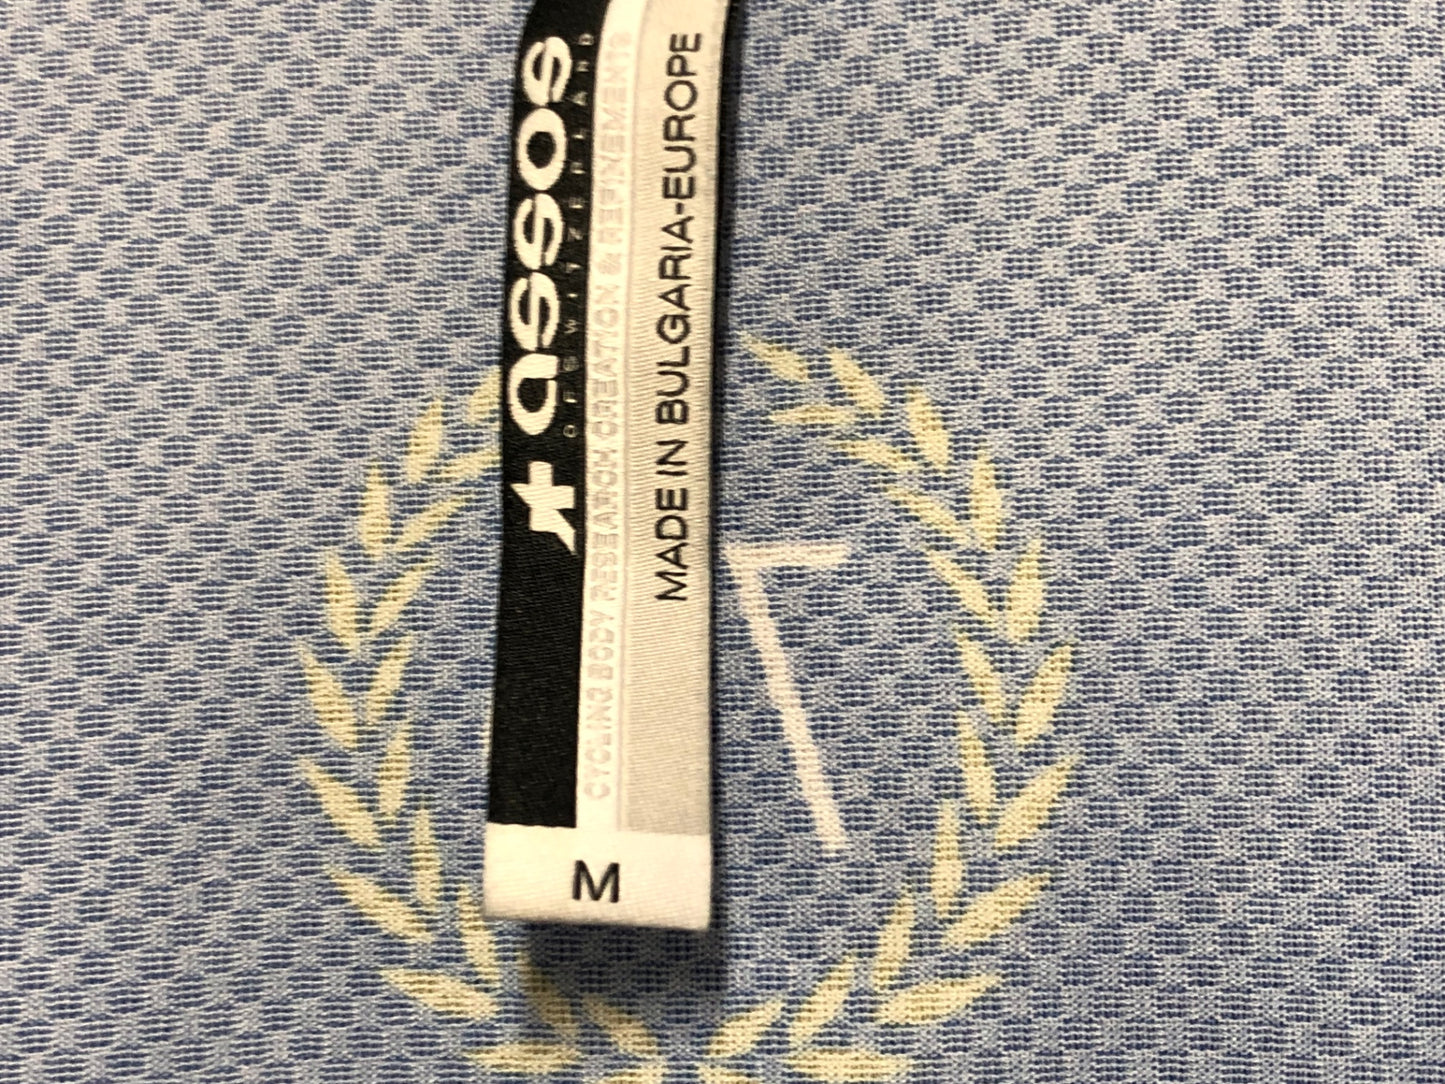 assos
OF SWITZERLAND
CYCLING BODY RESEARCH CREATION & REFINEMENTS
MADE IN BULGARIA-EUROPE
M